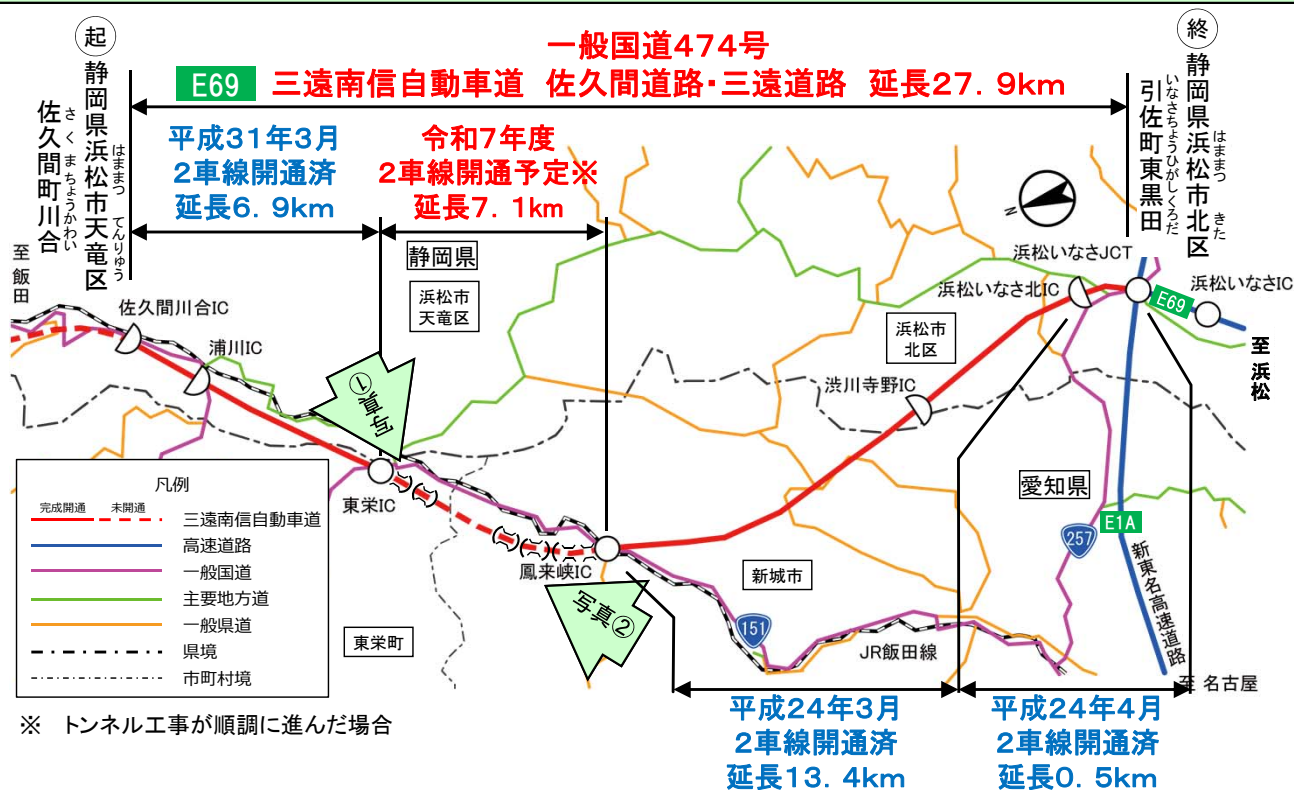 一般国道474号
E69 三遠南信自動車道 佐久間道路・三遠道路 延長27.9km
起
静岡県浜松市天竜区
はままつ てんりゅう
佐久間町川合
さくまちょうかわい
終
静岡県浜松市北区
はままつ きた
引佐町東黒田
いなさちょうひがしくろだ
平成31年3月
2車線開通済
延長6.9km
令和7年度
2車線開通予定※
延長7.1km
至飯田
静岡県
浜松市
天竜区
N
浜松いなさJCT
浜松いなさ北IC
浜松いなさIC
E69
至浜松
佐久間川合IC
浦川IC
浜松市
北区
写真①
渋川寺野IC
東栄IC
愛知県
E1A
257
新東名高速道路
鳳来峡IC
新城市
写真②
151
東栄町
JR飯田線
至 名古屋
凡例
完成開通 未開通
三遠南信自動車道
高速道路
一般国道
主要地方道
一般県道
県境
市町村境
※ トンネル工事が順調に進んだ場合
平成24年3月
2車線開通済
延長13.4km
平成24年4月
2車線開通済
延長0.5km